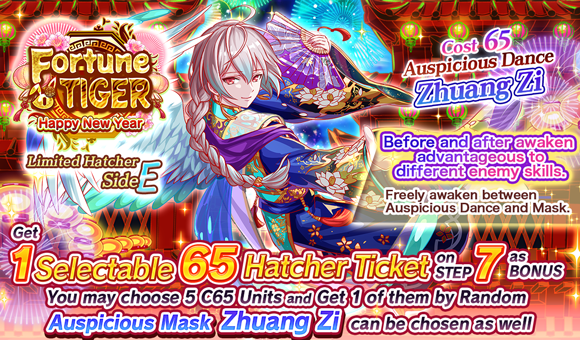 Fortune
TIGER
Happy New Year
Limited Hatcher
Side E
Cost 65
Auspicious Dance
Zhuang Zi
Before and after awaken
advantageous to
different enemy skills.
Freely awaken between
Auspicious Dance and Mask.
Get
1 Selectable 65 Hatcher Ticket on STEP 7 as BONUS
You may choose 5 C65 Units and Get 1 of them by Random
Auspicious Mask Zhuang Zi can be chosen as well